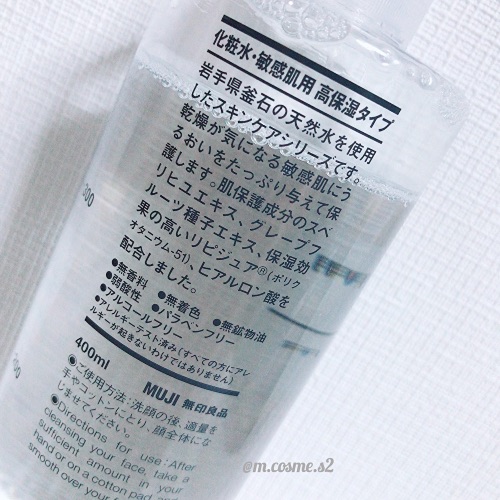 化粧水・敏感肌用 高保湿タイプ
岩手県釜石の天然水を使用
したスキンケアシリーズです。
乾燥が気になる敏感肌にう
るおいをたっぷり与えて保
護します。肌保護成分のスベ
リヒユエキス、グレープフ
ルーツ種子エキス、保湿効
果の高いリピジュア®(ポリク
オタニウム-51)、ヒアルロン酸を
配合しました。
●無香料 ●無着色 ●無鉱物油
●弱酸性 ●パラベンフリー
●アルコールフリー
●アレルギーテスト済み(すべての方にアレ
ルギーが起きないわけではありません)
400ml MUJI 無印良品
●ご使用方法:洗顔の後、適量を
手やコットンにとり、顔全体にな
じませてください。
●Directions for use: After
cleansing your face, take a
sufficient amount in your
hand or on a cotton pad and
smooth over your
200
@m.cosme.s2